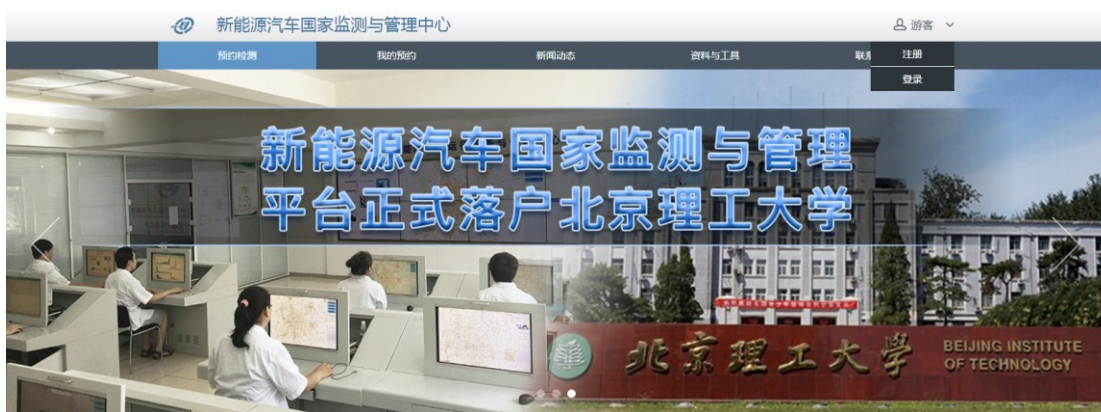 新能源汽车国家监测与管理中心
游客
预约检测
我的预约
新闻动态
资料与工具
注册
登录
新能源汽车国家监测与管理
平台正式落户北京理工大学
北京理工大学
BEIJING INSTITUTE
OF TECHNOLOGY